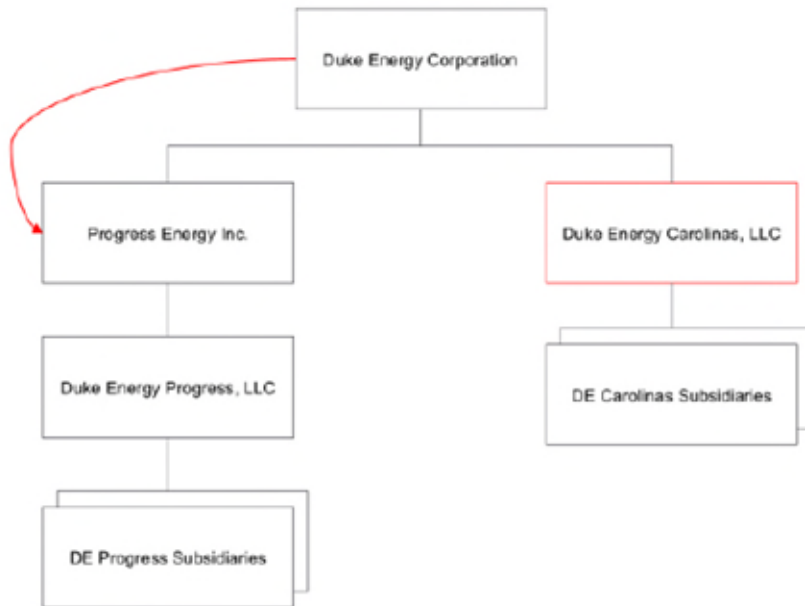 Duke Energy Corporation
Progress Energy Inc.
Duke Energy Carolinas, LLC
Duke Energy Progress, LLC
DE Carolinas Subsidiaries
DE Progress Subsidiaries